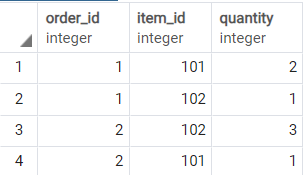 order_id item_id quantity
integer integer integer
1 1 101 2
2 1 102 1
3 2 102 3
4 2 101 1